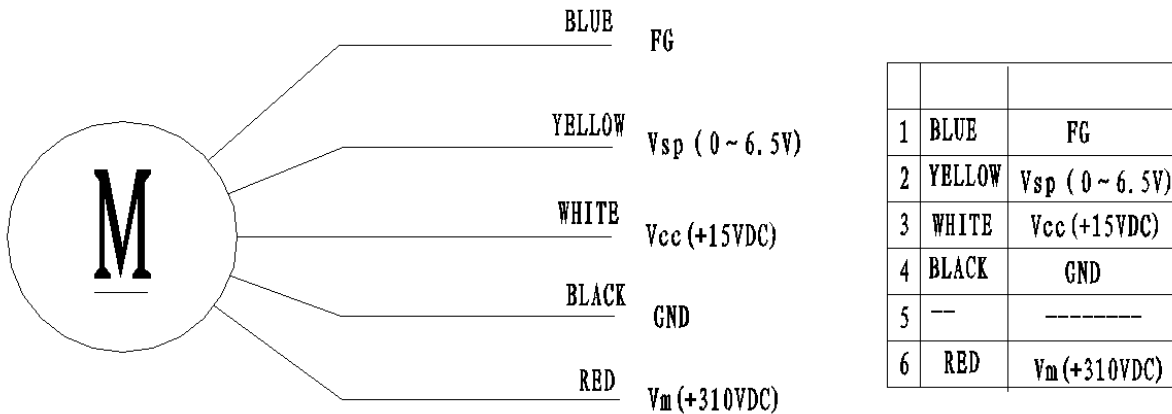 BLUE FG
YELLOW Vsp ( 0 ~ 6. 5V)
WHITE Vcc (+15VDC)
M
BLACK GND
RED Vm (+310VDC)
1 BLUE FG
2 YELLOW Vsp ( 0 ~ 6. 5V)
3 WHITE Vcc (+15VDC)
4 BLACK GND
5 -- --------
6 RED Vm (+310VDC)